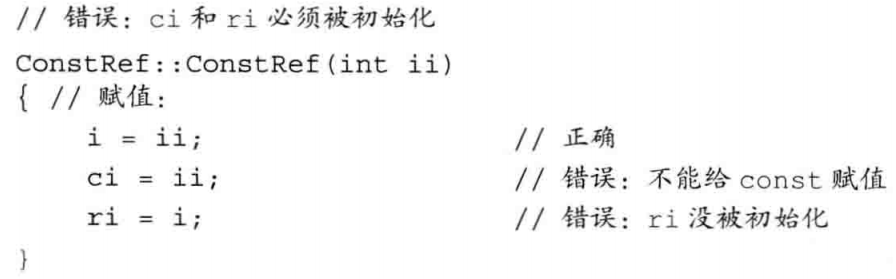 // 错误：ci 和 ri 必须被初始化
ConstRef::ConstRef(int ii)
{ // 赋值：
i = ii; // 正确
ci = ii; // 错误：不能给 const 赋值
ri = i; // 错误：ri 没被初始化
}